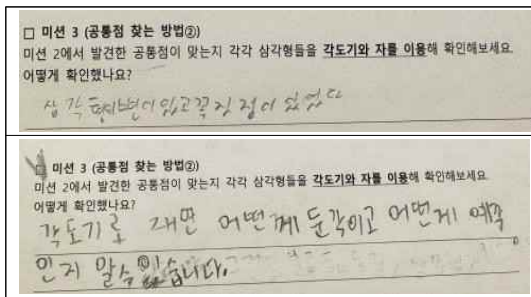 □ 미션 3 (공통점 찾는 방법②)
미션 2에서 발견한 공통점이 맞는지 각각 삼각형들을 각도기와 자를 이용해 확인해보세요.
어떻게 확인했나요?
삼각 변이 있고 꼭짓점이 있었다
□ 미션 3 (공통점 찾는 방법②)
미션 2에서 발견한 공통점이 맞는지 각각 삼각형들을 각도기와 자를 이용해 확인해보세요.
어떻게 확인했나요?
각도기로 재면 어떤게 둔각이고 어떤게 예각
인지 알수 있습니다.